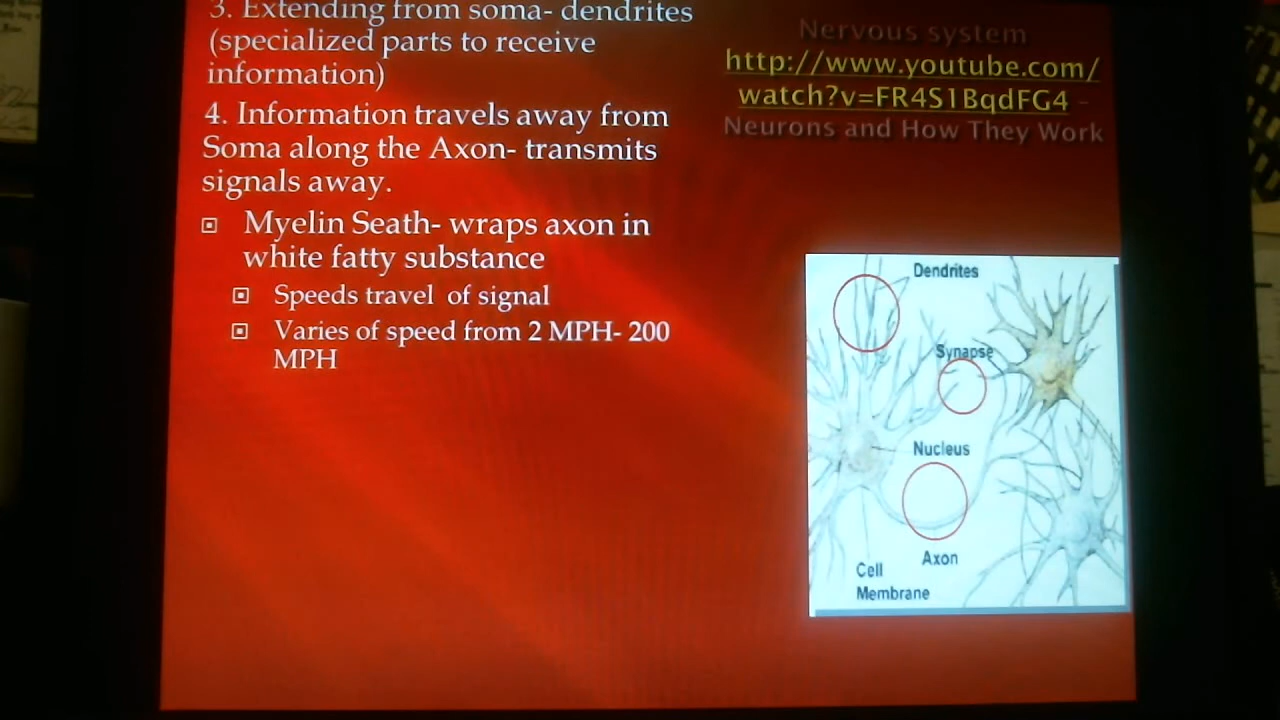 3. Extending from soma- dendrites
(specialized parts to receive
information)
4. Information travels away from
Soma along the Axon- transmits
signals away.
Myelin Seath- wraps axon in
white fatty substance
Speeds travel of signal
Varies of speed from 2 MPH- 200
MPH
Nervous system
http://www.youtube.com/
watch?v=FR4S1BqdFG4 -
Neurons and How They Work
Dendrites
Synapse
Nucleus
Axon
Cell
Membrane